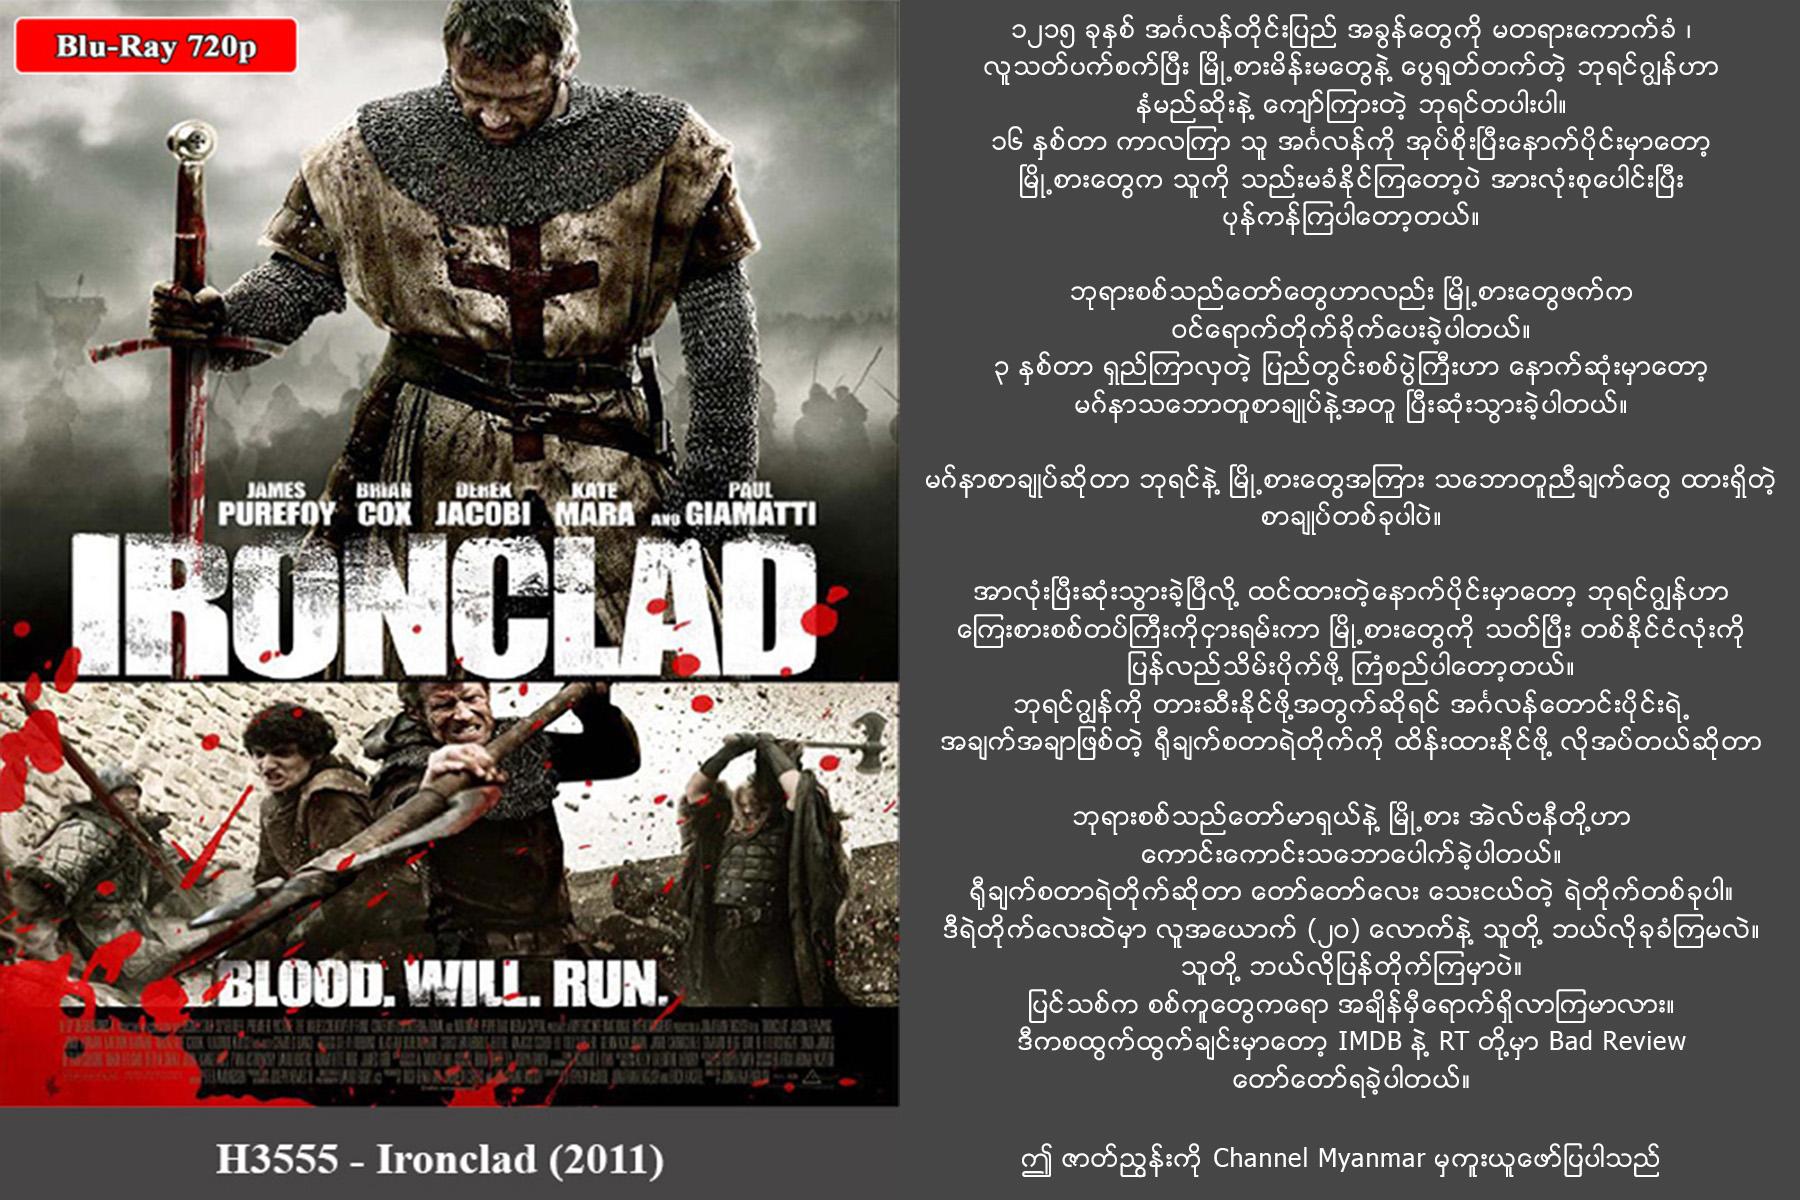 Blu-Ray 720p
JAMES PUREFOY BRIAN COX DEREK JACOBI KATE MARA AND PAUL GIAMATTI
IRONCLAD
BLOOD. WILL. RUN.
H3555 - Ironclad (2011)
၁၂၁၅ ခုနှစ် အင်္ဂလန်တိုင်းပြည် အခွန်တွေကို မတရားကောက်ခံ ၊
လူသတ်ပက်စက်ပြီး မြို့စားမိန်းမတွေနဲ့ ပွေရှုတ်တက်တဲ့ ဘုရင်ဂျွန်ဟာ
နံမည်ဆိုးနဲ့ ကျော်ကြားတဲ့ ဘုရင်တပါးပါ။
၁၆ နှစ်တာ ကာလကြာ သူ အင်္ဂလန်ကို အုပ်စိုးပြီးနောက်ပိုင်းမှာတော့
မြို့စားတွေက သူကို သည်းမခံနိုင်ကြတော့ပဲ အားလုံးစုပေါင်းပြီး
ပုန်ကန်ကြပါတော့တယ်။
ဘုရားစစ်သည်တော်တွေဟာလည်း မြို့စားတွေဖက်က
ဝင်ရောက်တိုက်ခိုက်ပေးခဲ့ပါတယ်။
၃ နှစ်တာ ရှည်ကြာလှတဲ့ ပြည်တွင်းစစ်ပွဲကြီးဟာ နောက်ဆုံးမှာတော့
မဂ်နာသဘောတူစာချုပ်နဲ့အတူ ပြီးဆုံးသွားခဲ့ပါတယ်။
မဂ်နာစာချုပ်ဆိုတာ ဘုရင်နဲ့ မြို့စားတွေအကြား သဘောတူညီချက်တွေ ထားရှိတဲ့
စာချုပ်တစ်ခုပါပဲ။
အာလုံးပြီးဆုံးသွားခဲ့ပြီလို့ ထင်ထားတဲ့နောက်ပိုင်းမှာတော့ ဘုရင်ဂျွန်ဟာ
ကြေးစားစစ်တပ်ကြီးကိုငှားရမ်းကာ မြို့စားတွေကို သတ်ပြီး တစ်နိုင်ငံလုံးကို
ပြန်လည်သိမ်းပိုက်ဖို့ ကြံစည်ပါတော့တယ်။
ဘုရင်ဂျွန်ကို တားဆီးနိုင်ဖို့အတွက်ဆိုရင် အင်္ဂလန်တောင်းပိုင်းရဲ့
အချက်အချာဖြစ်တဲ့ ရိုချက်စတာရဲတိုက်ကို ထိန်းထားနိုင်ဖို့ လိုအပ်တယ်ဆိုတာ
ဘုရားစစ်သည်တော်မာရှယ်နဲ့ မြို့စား အဲလ်ဗနီတို့ဟာ
ကောင်းကောင်းသဘောပေါက်ခဲ့ပါတယ်။
ရိုချက်စတာရဲတိုက်ဆိုတာ တော်တော်လေး သေးငယ်တဲ့ ရဲတိုက်တစ်ခုပါ။
ဒီရဲတိုက်လေးထဲမှာ လူအယောက် (၂၀) လောက်နဲ့ သူတို့ ဘယ်လိုခုခံကြမလဲ။
သူတို့ ဘယ်လိုပြန်တိုက်ကြမှာပဲ။
ပြင်သစ်က စစ်ကူတွေကရော အချိန်မှီရောက်ရှိလာကြမာလား။
ဒီကစထွက်ထွက်ချင်းမှာတော့ IMDB နဲ့ RT တို့မှာ Bad Review
တော်တော်ရခဲ့ပါတယ်။
ဤ ဇာတ်ညွှန်းကို Channel Myanmar မှကူးယူဖော်ပြပါသည်